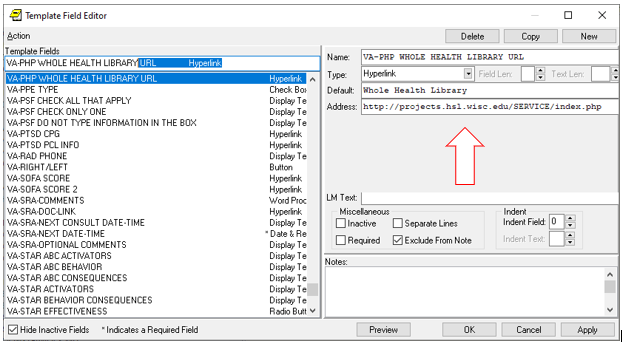 Template Field Editor
Action
Delete
Copy
New
Template Fields
VA-PHP WHOLE HEALTH LIBRARY URL Hyperlink
VA-PHP WHOLE HEALTH LIBRARY URL Hyperlink
VA-PPE TYPE Check Box
VA-PSF CHECK ALL THAT APPLY Display Te
VA-PSF CHECK ONLY ONE Display Te
VA-PSF DO NOT TYPE INFORMATION IN THE BOX Display Te
VA-PTSD CPG Hyperlink
VA-PTSD PCL INFO Hyperlink
VA-RAD PHONE Display Te
VA-RIGHT/LEFT Button
VA-SOFA SCORE Hyperlink
VA-SOFA SCORE 2 Hyperlink
VA-SRA-COMMENTS Word Proc
VA-SRA-DOC-LINK Hyperlink
VA-SRA-NEXT CONSULT DATE-TIME Display Te
VA-SRA-NEXT DATE-TIME * Date & Re
VA-SRA-OPTIONAL COMMENTS Display Te
VA-STAR ABC ACTIVATORS Display Te
VA-STAR ABC BEHAVIOR Display Te
VA-STAR ABC CONSEQUENCES Display Te
VA-STAR ACTIVATORS Display Te
VA-STAR BEHAVIOR CONSEQUENCES Display Te
VA-STAR EFFECTIVENESS Radio Butt
Name: VA-PHP WHOLE HEALTH LIBRARY URL
Type: Hyperlink Field Len: Text Len:
Default: Whole Health Library
Address: http://projects.hsl.wisc.edu/SERVICE/index.php
LM Text:
Miscellaneous
Inactive
Separate Lines
Required
Exclude From Note
Indent
Indent Field: 0
Indent Text:
Notes:
Hide Inactive Fields
* Indicates a Required Field
Preview
OK
Cancel
Apply